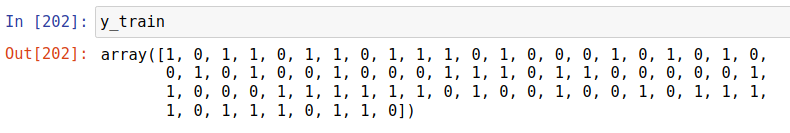 In [202]: y_train
Out[202]: array([1, 0, 1, 1, 0, 1, 1, 0, 1, 1, 1, 0, 1, 0, 0, 0, 1, 0, 1, 0, 1, 0,
0, 1, 0, 1, 0, 0, 1, 0, 0, 0, 1, 1, 1, 0, 1, 1, 0, 0, 0, 0, 0, 1,
1, 0, 0, 0, 1, 1, 1, 1, 1, 1, 0, 1, 0, 0, 1, 0, 0, 1, 0, 1, 1, 1,
1, 0, 1, 1, 1, 0, 1, 1, 0])